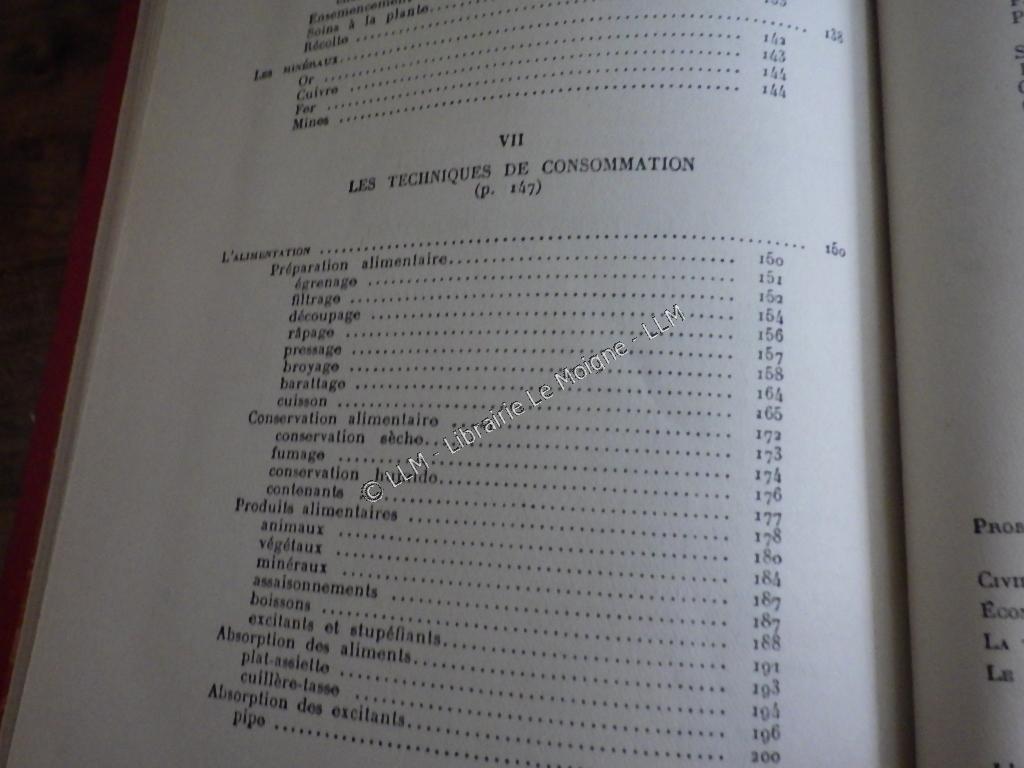 Ensemencement
Soins à la plante
Récolte
LES MINÉRAUX 138
Or 142
Cuivre 143
Fer 144
Mines 144
VII
LES TECHNIQUES DE CONSOMMATION
(p. 147)
L'ALIMENTATION 150
Préparation alimentaire 150
égrenage 151
filtrage 152
découpage 154
râpage 156
pressage 157
broyage 158
barattage 164
cuisson 165
Conservation alimentaire 172
conservation sèche 173
fumage 174
conservation humide 176
contenants 177
Produits alimentaires 178
animaux 180
végétaux 184
minéraux 187
assaisonnements 187
boissons 188
excitants et stupéfiants 191
Absorption des aliments 193
plat-assiette 194
cuillère-tasse 196
Absorption des excitants 200
pipe
© LLM - Librairie Le Moigne - LLM
LA
LE